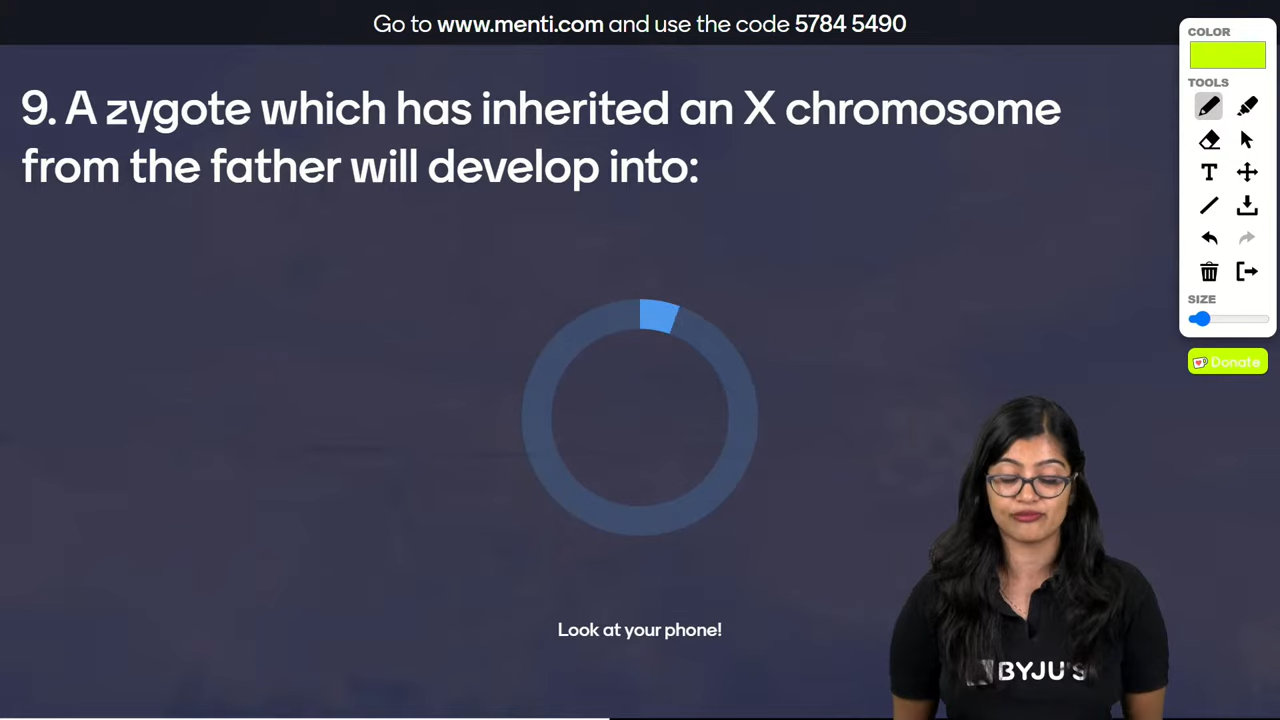 Go to www.menti.com and use the code 5784 5490
9. A zygote which has inherited an X chromosome
from the father will develop into:
Look at your phone!
COLOR
TOOLS
T
SIZE
Donate
BYJU'S